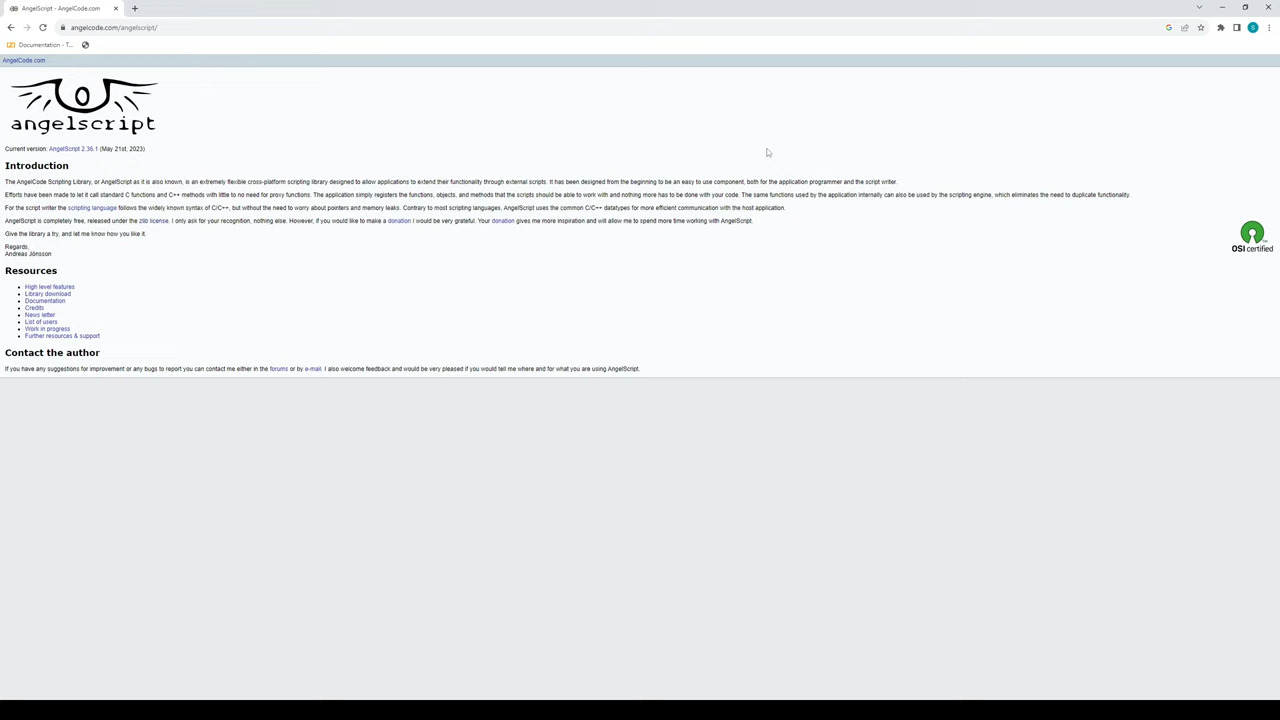 AngelScript - AngelCode.com
angelcode.com/angelscript/
S
Documentation - T...
AngelCode.com
angelscript
Current version: AngelScript 2.36.1 (May 21st, 2023)
Introduction
The AngelCode Scripting Library, or AngelScript as it is also known, is an extremely flexible cross-platform scripting library designed to allow applications to extend their functionality through external scripts. It has been designed from the beginning to be an easy to use component, both for the application programmer and the script writer.
Efforts have been made to let it call standard C functions and C++ methods with little to no need for proxy functions. The application simply registers the functions, objects, and methods that the scripts should be able to work with and nothing more has to be done with your code. The same functions used by the application internally can also be used by the scripting engine, which eliminates the need to duplicate functionality.
For the script writer the scripting language follows the widely known syntax of C/C++, but without the need to worry about pointers and memory leaks. Contrary to most scripting languages, AngelScript uses the common C/C++ datatypes for more efficient communication with the host application.
AngelScript is completely free, released under the zlib license. I only ask for your recognition, nothing else. However, if you would like to make a donation I would be very grateful. Your donation gives me more inspiration and will allow me to spend more time working with AngelScript.
Give the library a try, and let me know how you like it.
OSI certified
Regards,
Andreas Jönsson
Resources
High level features
Library download
Documentation
Credits
News letter
List of users
Work in progress
Further resources & support
Contact the author
If you have any suggestions for improvement or any bugs to report you can contact me either in the forums or by e-mail. I also welcome feedback and would be very pleased if you would tell me where and for what you are using AngelScript.